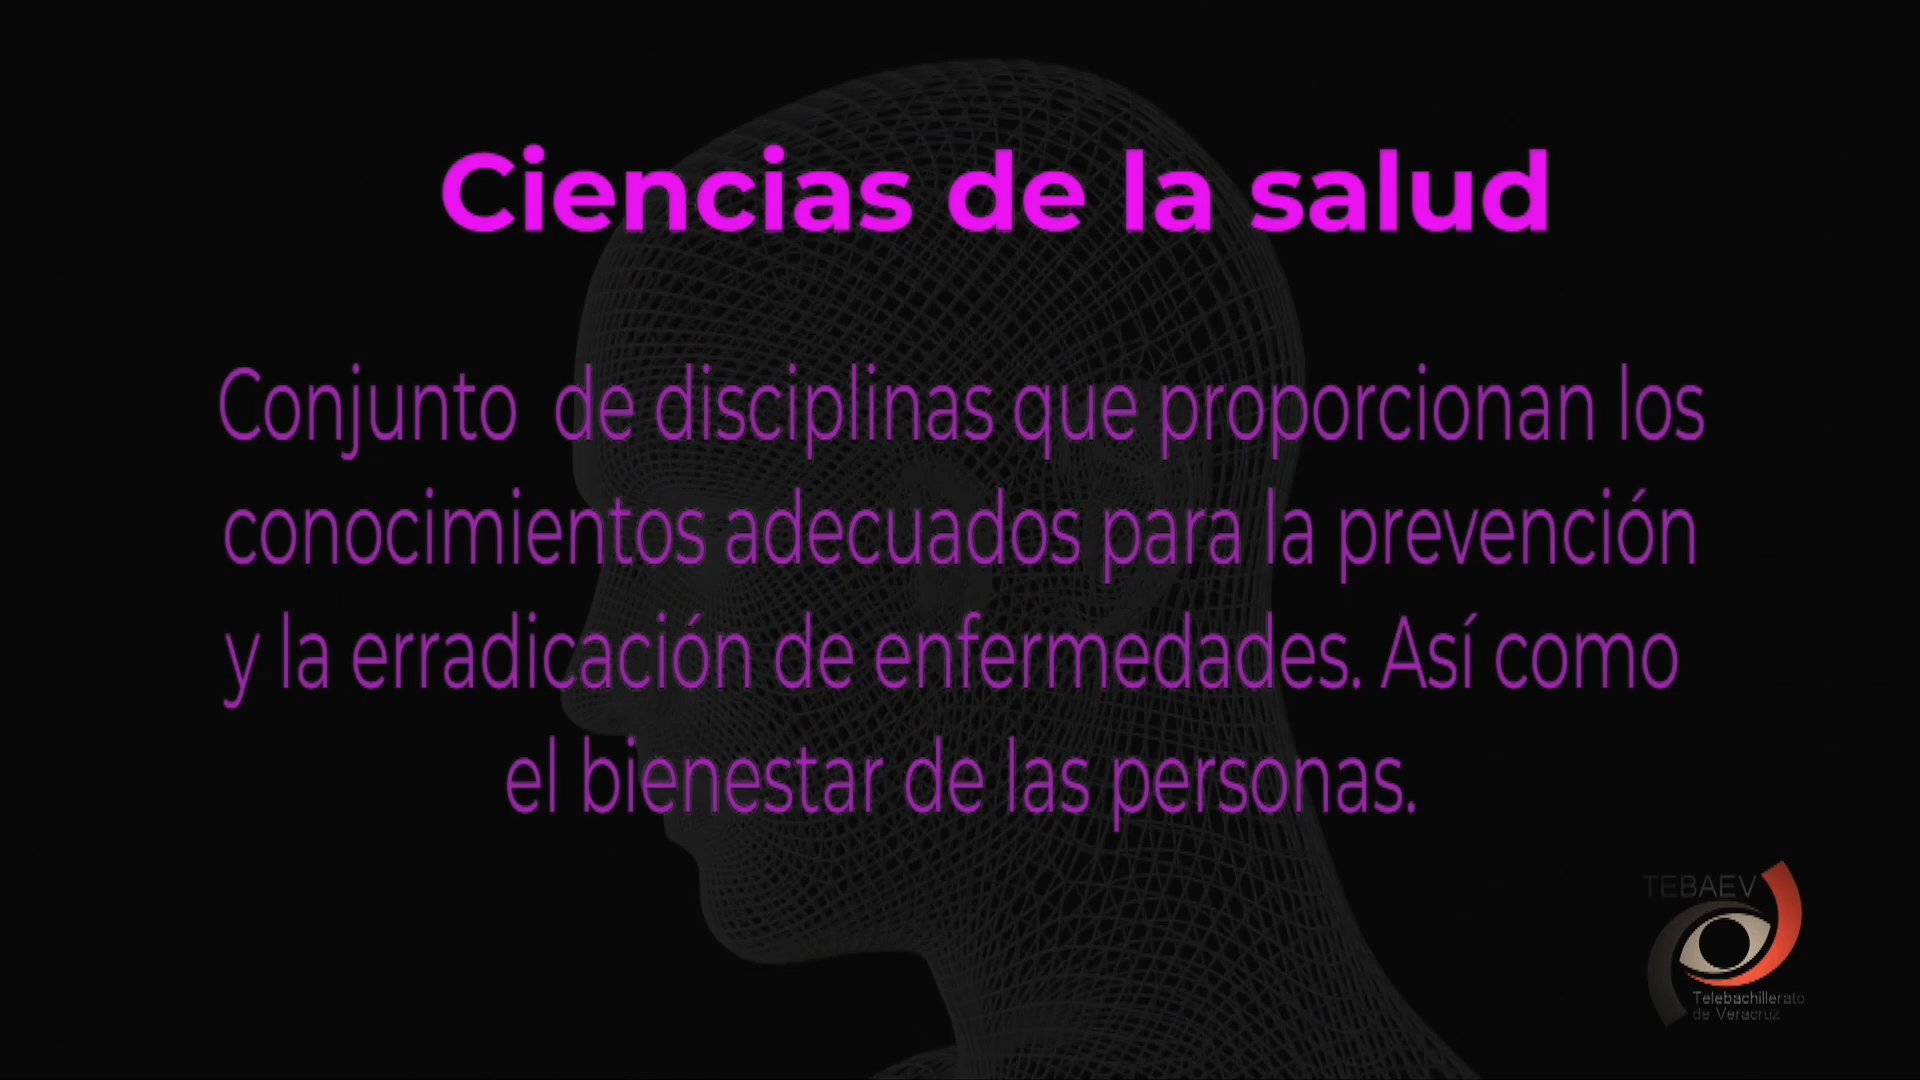 Ciencias de la salud
Conjunto de disciplinas que proporcionan los
conocimientos adecuados para la prevención
y la erradicación de enfermedades. Así como
el bienestar de las personas.
TEBAEV
Telebachillerato
de Veracruz